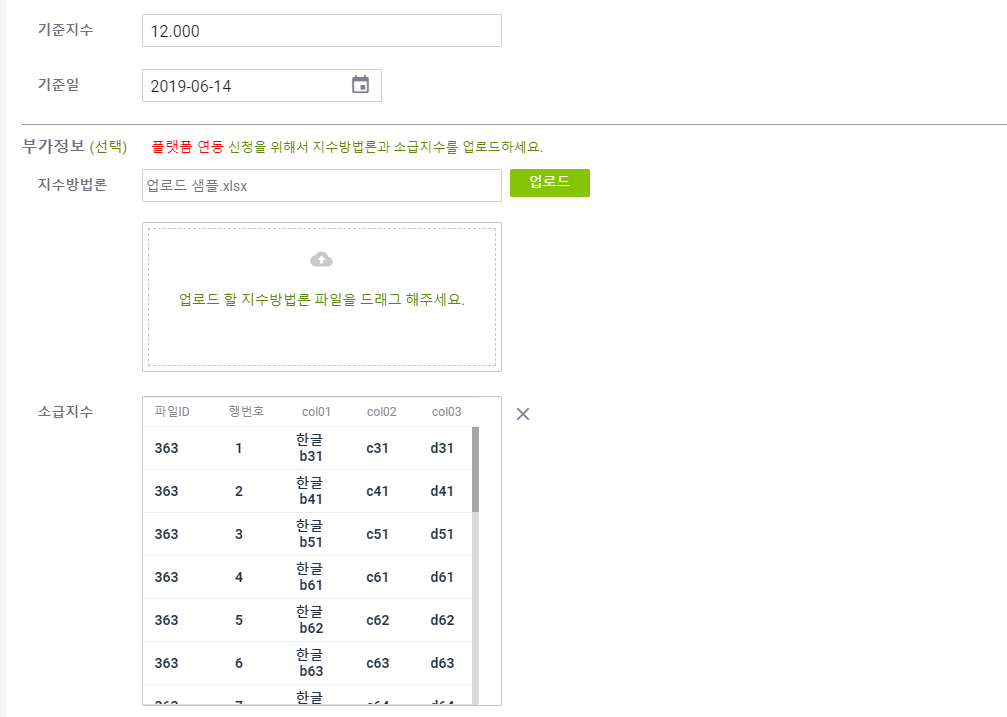 기준지수 12.000
기준일 2019-06-14
부가정보 (선택) 플랫폼 연동 신청을 위해서 지수방법론과 소급지수를 업로드하세요.
지수방법론 업로드 샘플.xlsx 업로드
업로드 할 지수방법론 파일을 드래그 해주세요.
소급지수
파일ID 행번호 col01 col02 col03
363 1 한글 b31 c31 d31
363 2 한글 b41 c41 d41
363 3 한글 b51 c51 d51
363 4 한글 b61 c61 d61
363 5 한글 b62 c62 d62
363 6 한글 b63 c63 d63
363 7 한글 c64 d64